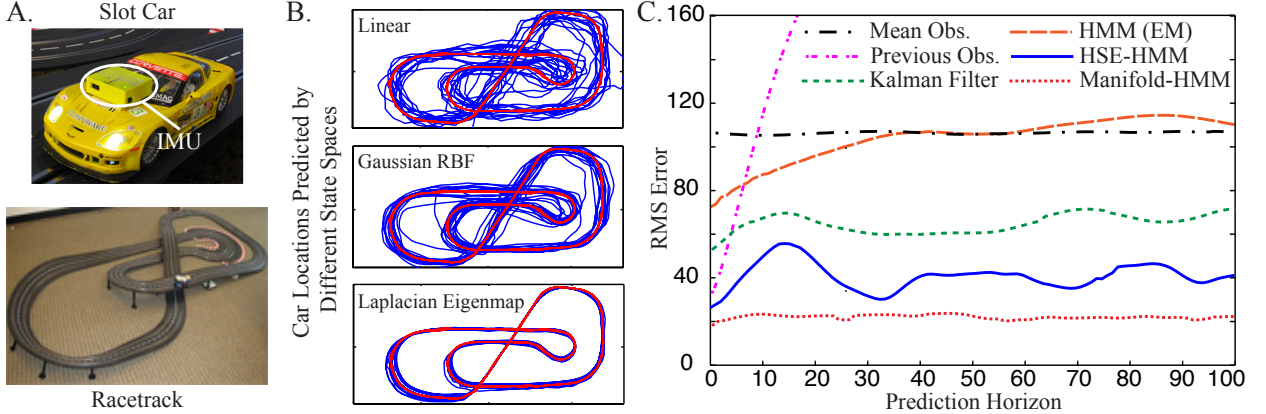 A.
Slot Car
CORVETTE
IMU
Racetrack
B.
Car Locations Predicted by
Different State Spaces
Linear
Gaussian RBF
Laplacian Eigenmap
C.
RMS Error
160
120
80
40
0
Mean Obs.
Previous Obs.
Kalman Filter
HMM (EM)
HSE-HMM
Manifold-HMM
0 10 20 30 40 50 60 70 80 90 100
Prediction Horizon